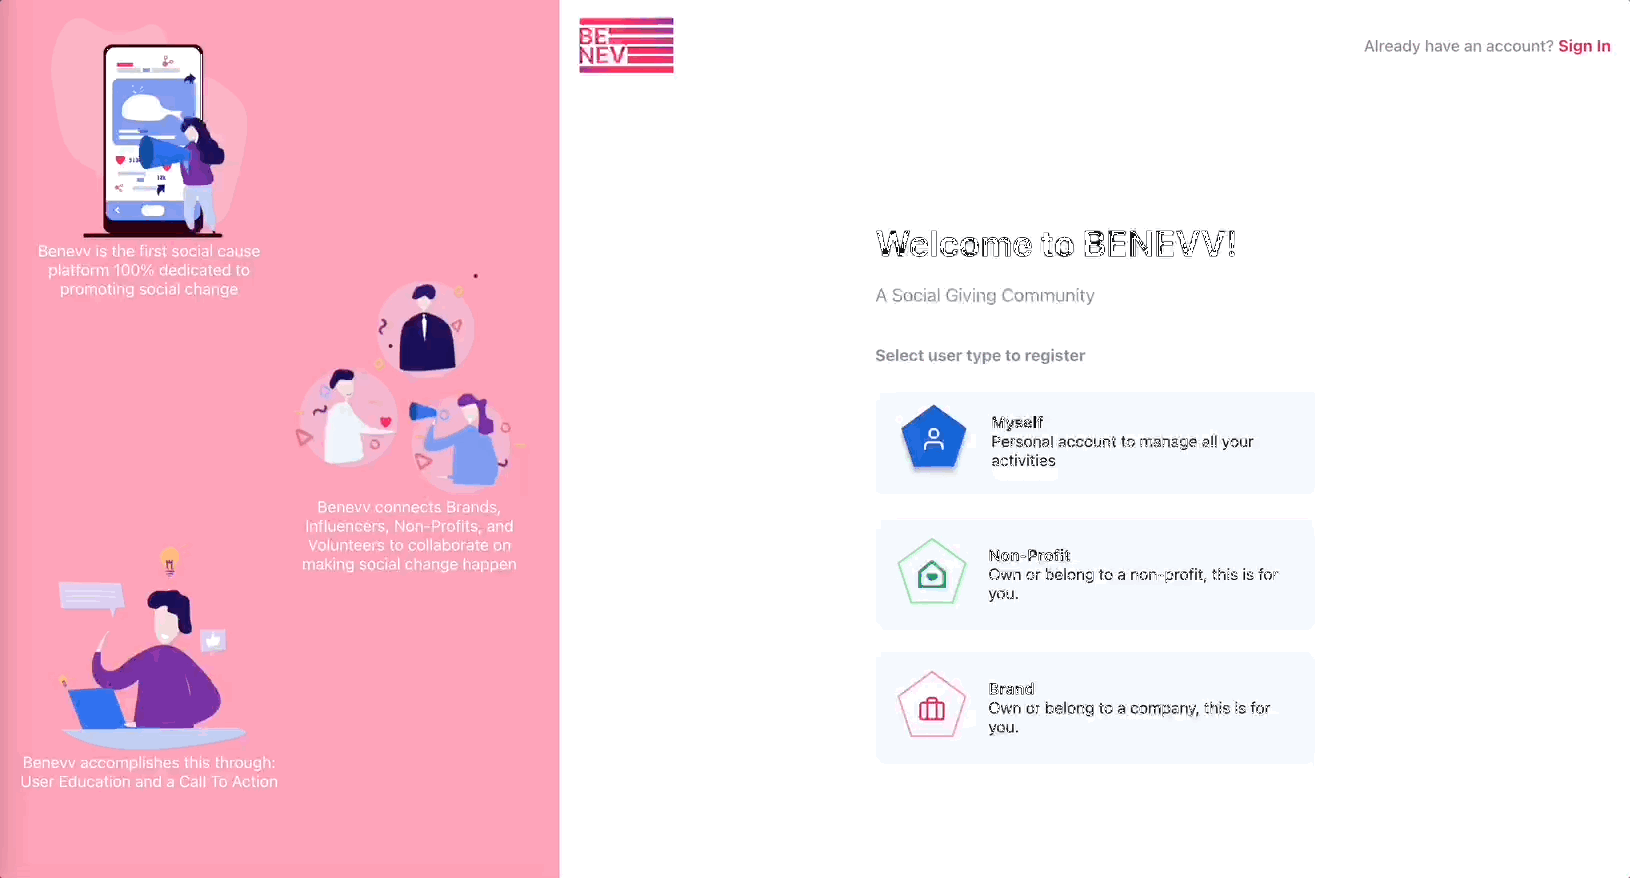 Benevv is the first social cause
platform 100% dedicated to
promoting social change
Benevv connects Brands,
Influencers, Non-Profits, and
Volunteers to collaborate on
making social change happen
Benevv accomplishes this through:
User Education and a Call To Action
BE
NEV
Already have an account? Sign In
Welcome to BENEVV!
A Social Giving Community
Select user type to register
Myself
Personal account to manage all your
activities
Non-Profit
Own or belong to a non-profit, this is for
you.
Brand
Own or belong to a company, this is for
you.